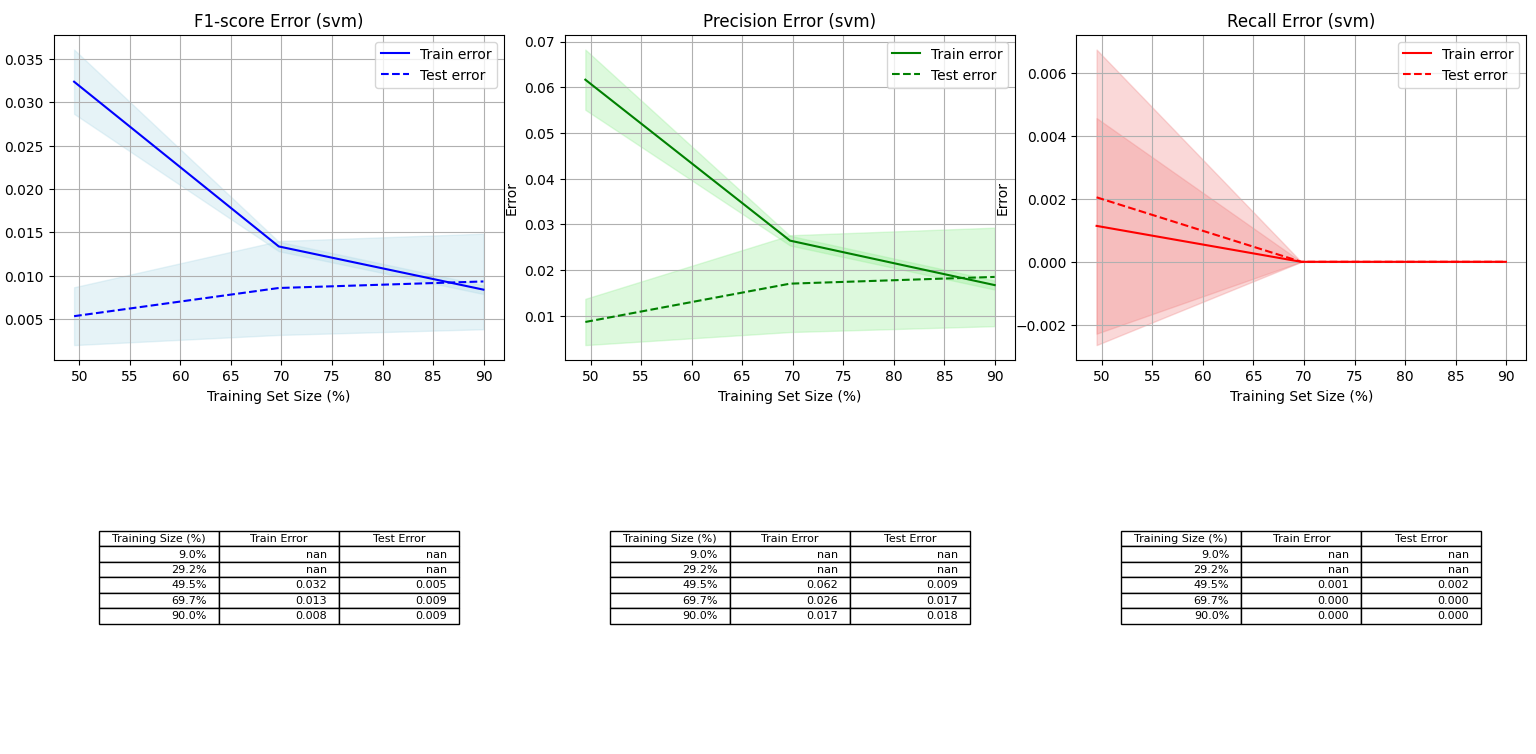 F1-score Error (svm)
Train error
Test error
0.035
0.030
0.025
0.020
0.015
0.010
0.005
50 55 60 65 70 75 80 85 90
Training Set Size (%)
Precision Error (svm)
Train error
Test error
Error
0.07
0.06
0.05
0.04
0.03
0.02
0.01
50 55 60 65 70 75 80 85 90
Training Set Size (%)
Recall Error (svm)
Train error
Test error
Error
0.006
0.004
0.002
0.000
−0.002
50 55 60 65 70 75 80 85 90
Training Set Size (%)
Training Size (%) Train Error Test Error
9.0% nan nan
29.2% nan nan
49.5% 0.032 0.005
69.7% 0.013 0.009
90.0% 0.008 0.009
Training Size (%) Train Error Test Error
9.0% nan nan
29.2% nan nan
49.5% 0.062 0.009
69.7% 0.026 0.017
90.0% 0.017 0.018
Training Size (%) Train Error Test Error
9.0% nan nan
29.2% nan nan
49.5% 0.001 0.002
69.7% 0.000 0.000
90.0% 0.000 0.000